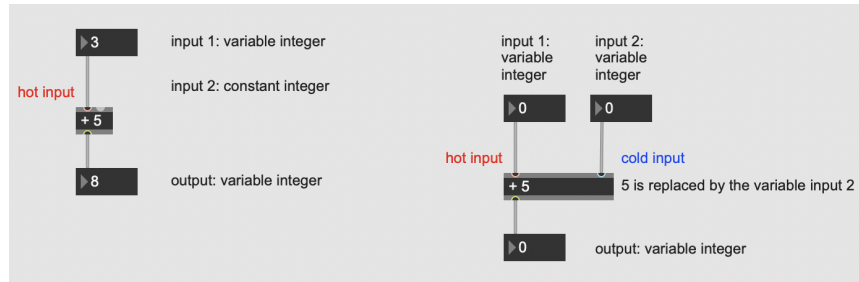 3
input 1: variable integer
input 2: constant integer
hot input
+ 5
8
output: variable integer
input 1:
variable
integer
input 2:
variable
integer
0
0
hot input
cold input
+ 5
5 is replaced by the variable input 2
0
output: variable integer